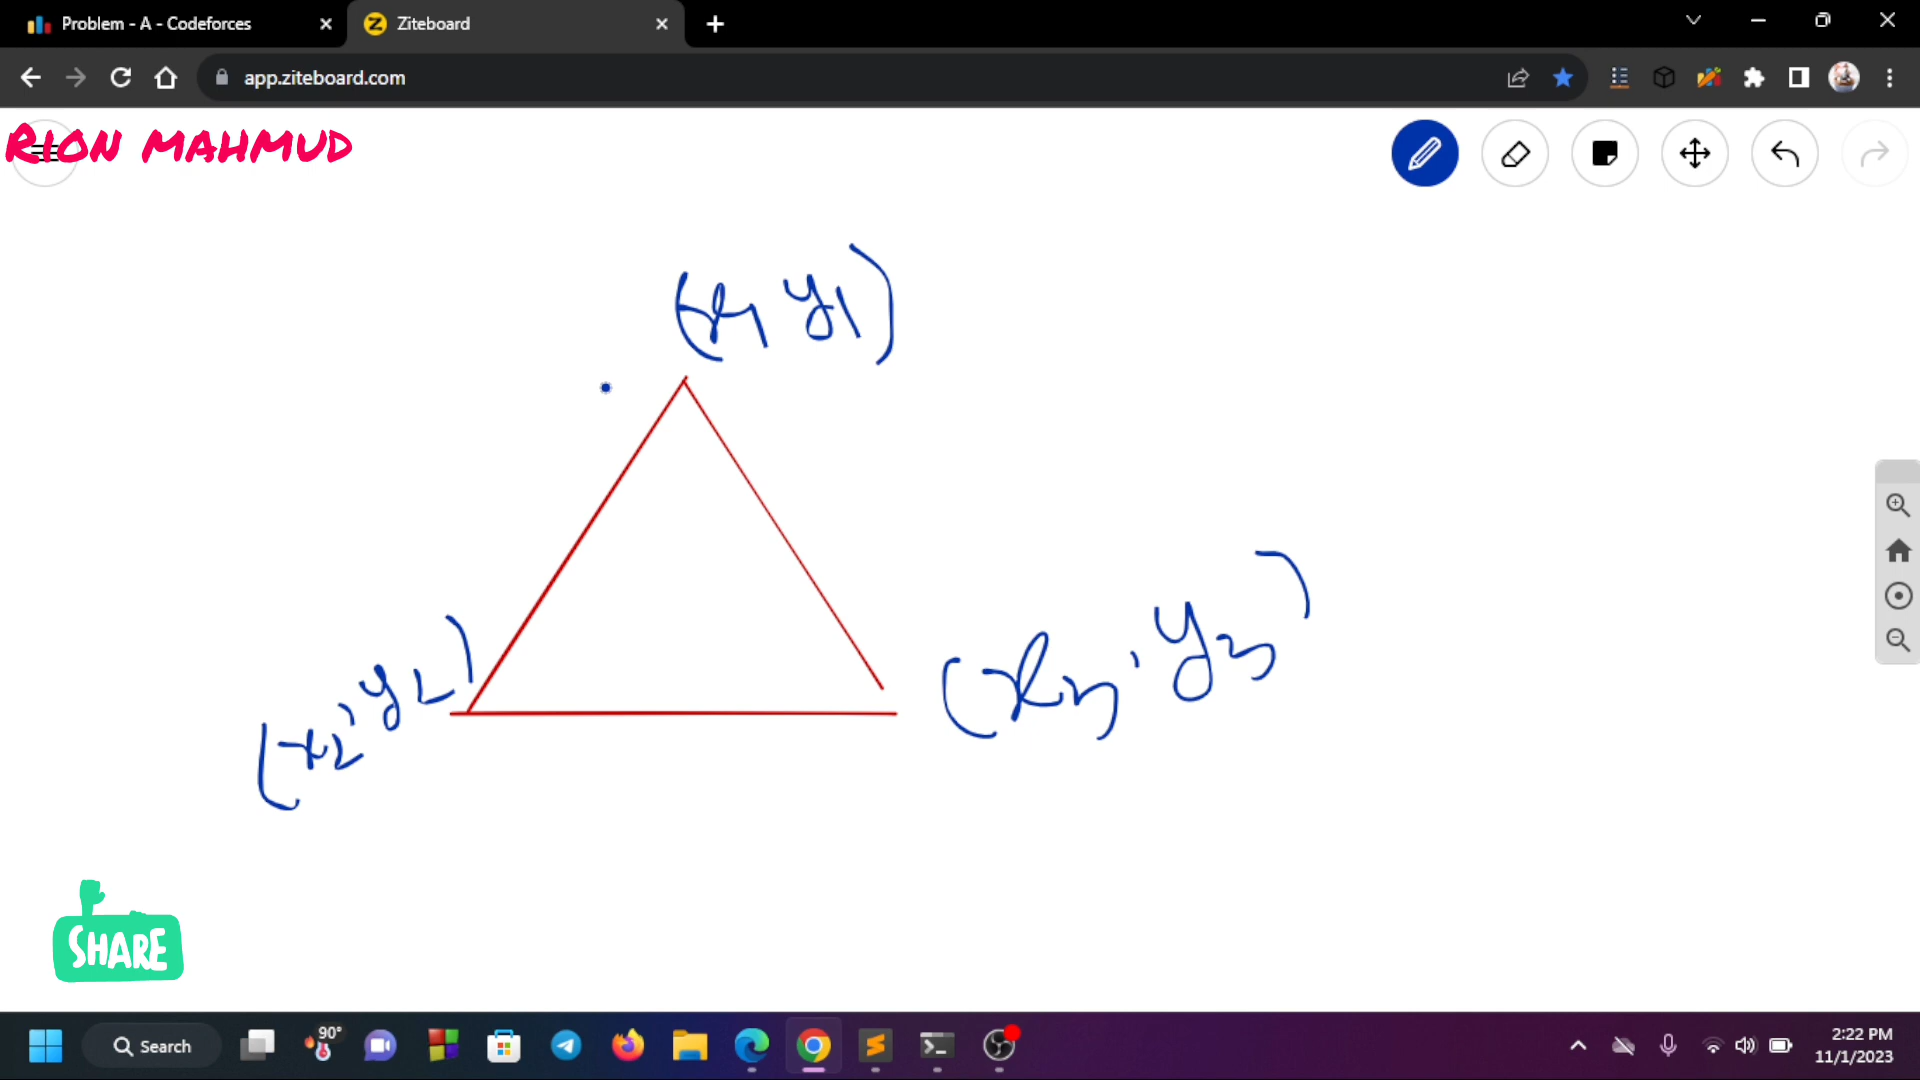 Problem - A - Codeforces
Ziteboard
app.ziteboard.com
Rion mahmud
(x1 y1)
(x2, y2)
(x3, y3)
SHARE
90°
Search
2:22 PM
11/1/2023